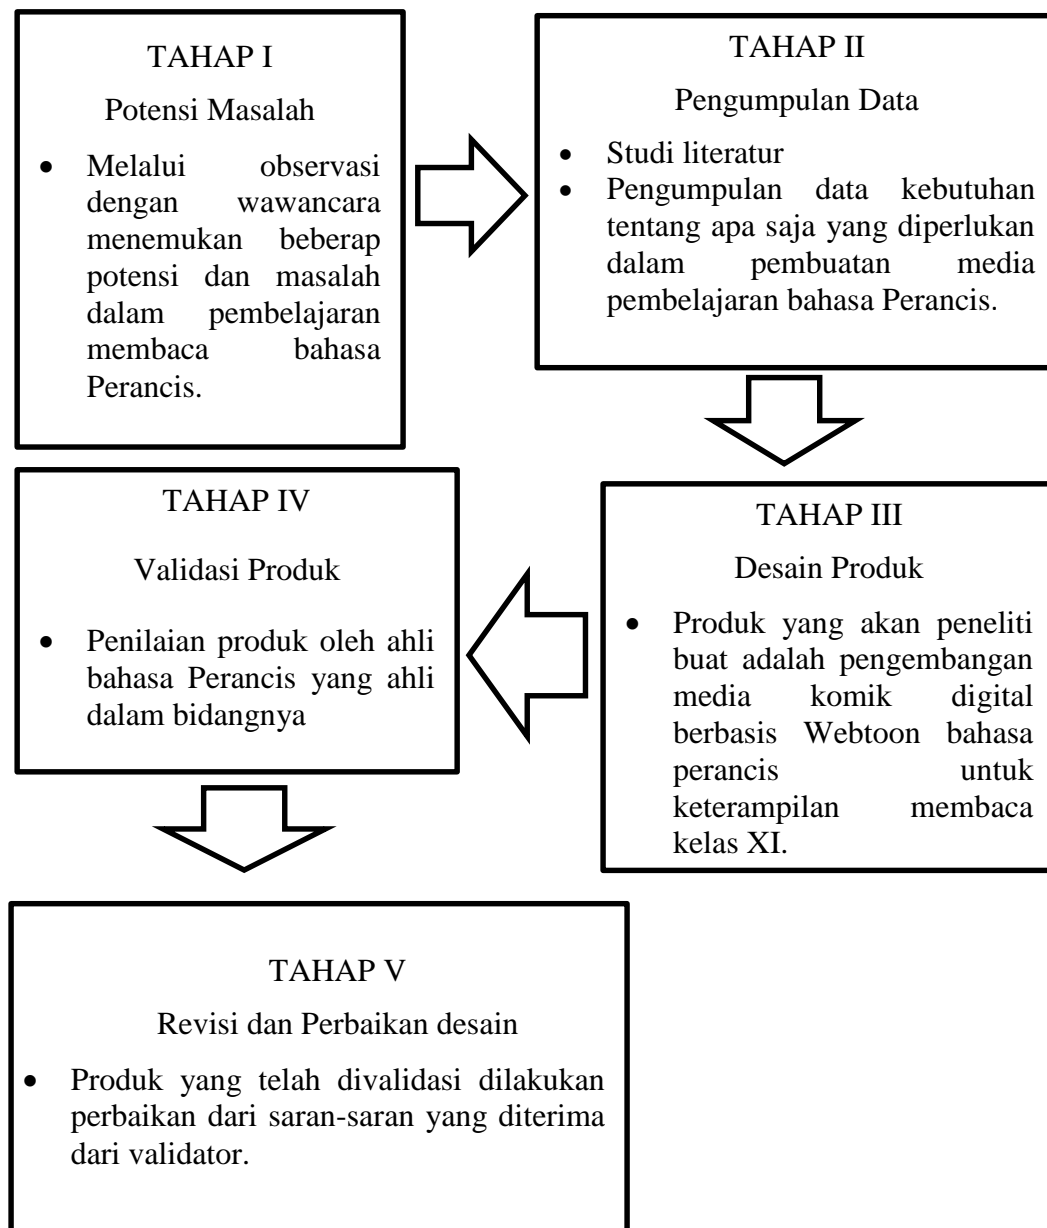 TAHAP I
Potensi Masalah
• Melalui observasi
dengan wawancara
menemukan beberap
potensi dan masalah
dalam pembelajaran
membaca bahasa
Perancis.
TAHAP II
Pengumpulan Data
• Studi literatur
• Pengumpulan data kebutuhan
tentang apa saja yang diperlukan
dalam pembuatan media
pembelajaran bahasa Perancis.
TAHAP III
Desain Produk
• Produk yang akan peneliti
buat adalah pengembangan
media komik digital
berbasis Webtoon bahasa
perancis untuk
keterampilan membaca
kelas XI.
TAHAP IV
Validasi Produk
• Penilaian produk oleh ahli
bahasa Perancis yang ahli
dalam bidangnya
TAHAP V
Revisi dan Perbaikan desain
• Produk yang telah divalidasi dilakukan
perbaikan dari saran-saran yang diterima
dari validator.